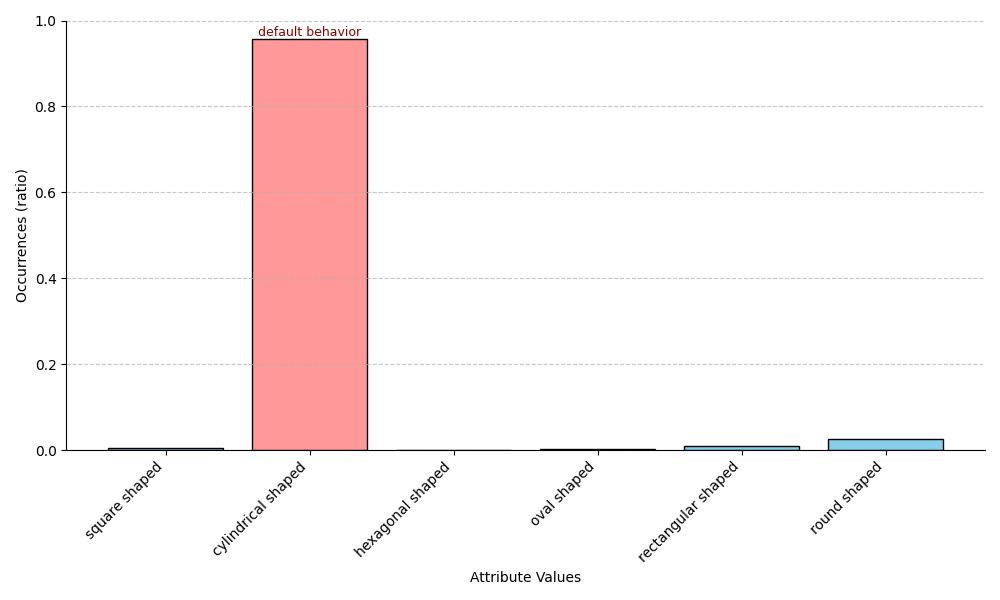 1.0
default behavior
0.8
0.6
0.4
0.2
0.0
Occurrences (ratio)
square shaped
cylindrical shaped
hexagonal shaped
oval shaped
rectangular shaped
round shaped
Attribute Values